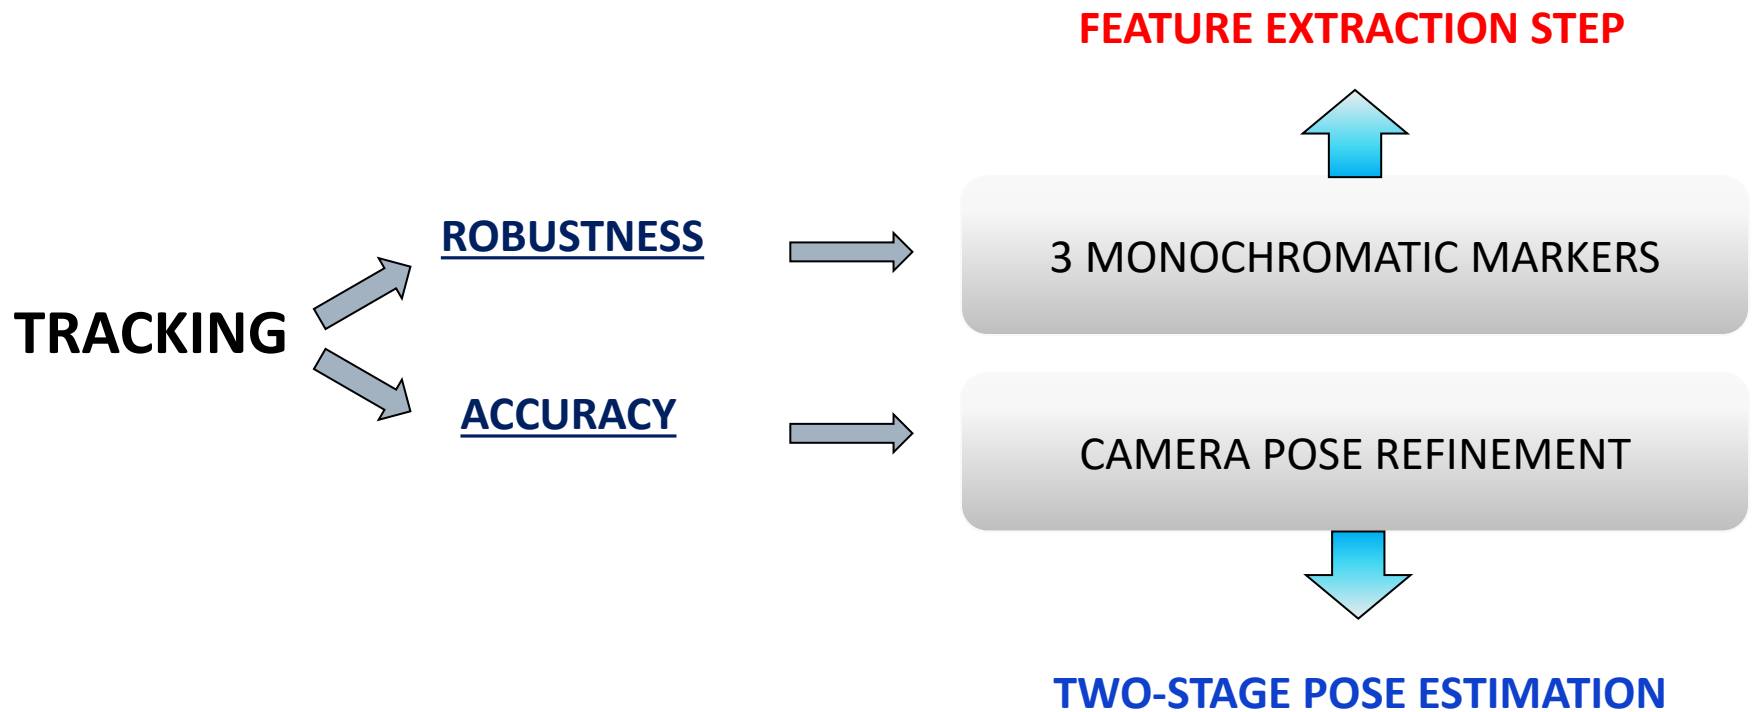 FEATURE EXTRACTION STEP
ROBUSTNESS
3 MONOCHROMATIC MARKERS
TRACKING
ACCURACY
CAMERA POSE REFINEMENT
TWO-STAGE POSE ESTIMATION